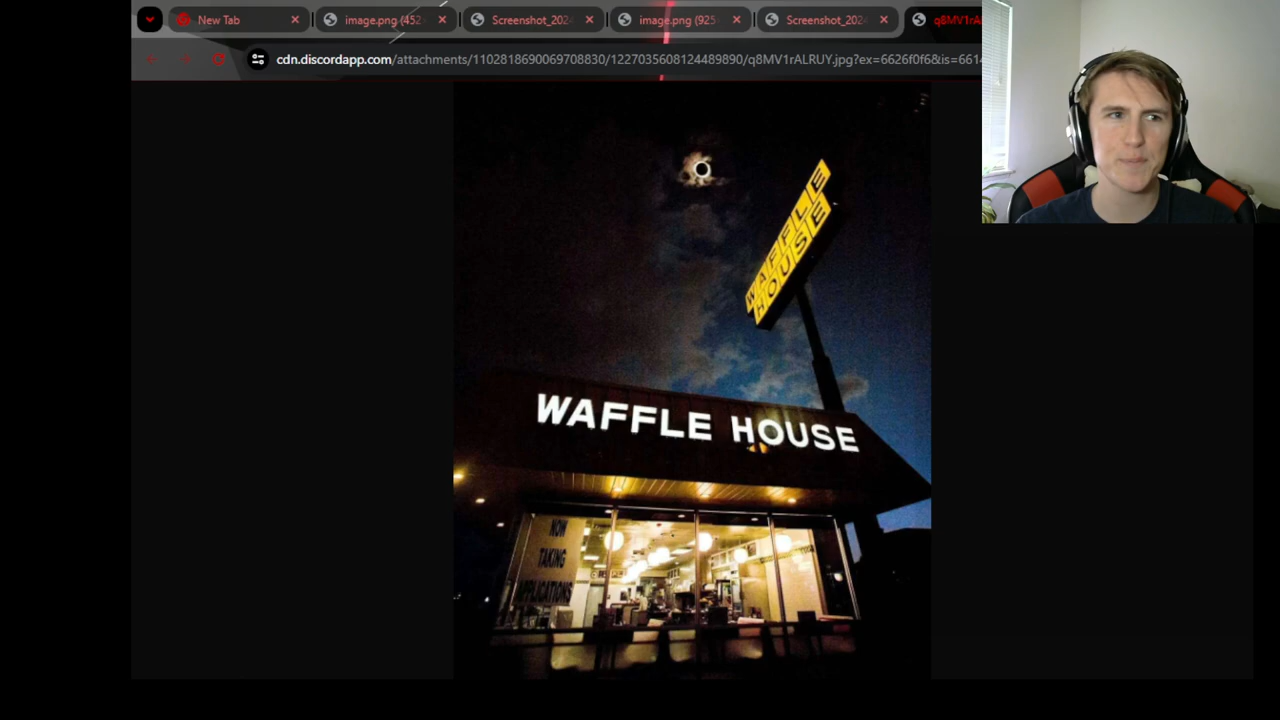 New Tab
image.png (452
Screenshot_202
image.png (925
Screenshot_202
q8MV1rAl
cdn.discordapp.com/attachments/1102818690069708830/1227035608124489890/q8MV1rALRUY.jpg?ex=6626f0f6&is=661
WAFFLE
HOUSE
WAFFLE HOUSE
NOW
TAKING
APPLICATIONS